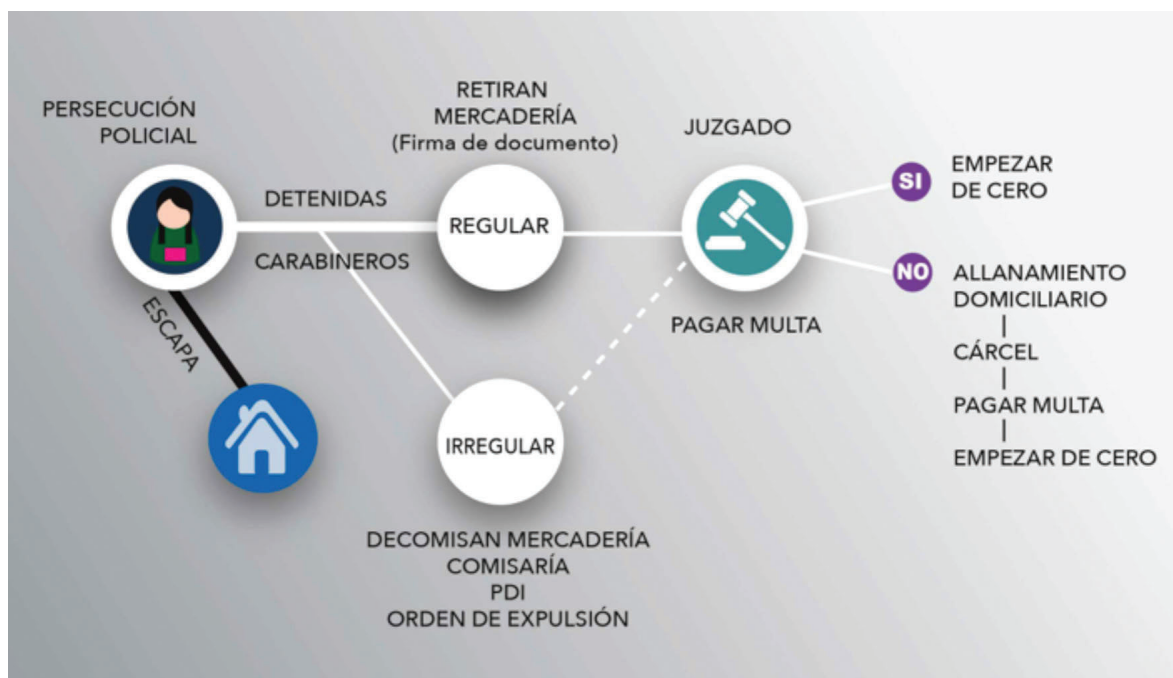 PERSECUCIÓN
POLICIAL
ESCAPA
DETENIDAS
CARABINEROS
RETIRAN
MERCADERÍA
(Firma de documento)
REGULAR
IRREGULAR
DECOMISAN MERCADERÍA
COMISARÍA
PDI
ORDEN DE EXPULSIÓN
JUZGADO
PAGAR MULTA
SI
EMPEZAR
DE CERO
NO
ALLANAMIENTO
DOMICILIARIO
CÁRCEL
PAGAR MULTA
EMPEZAR DE CERO